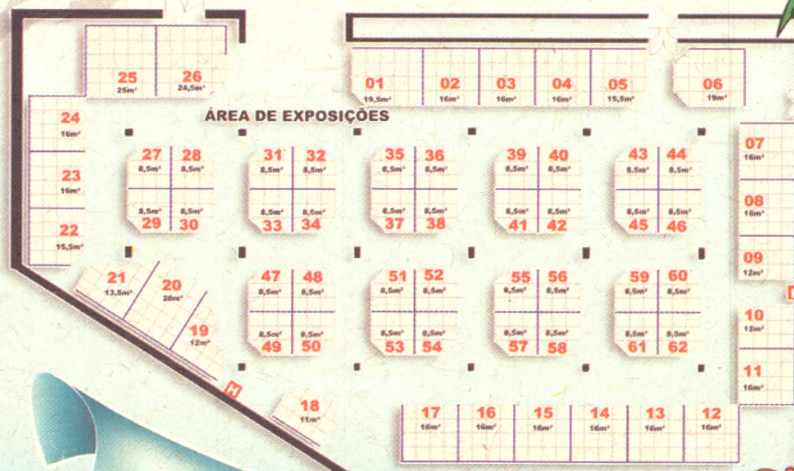 25 26
25m² 24,5m²
01 02 03 04 05 06
19,5m² 16m² 16m² 16m² 15,5m² 19m²
ÁREA DE EXPOSIÇÕES
24
16m²
23
16m²
22
15,5m²
27 28 31 32 35 36 39 40 43 44
8,5m² 8,5m² 8,5m² 8,5m² 8,5m² 8,5m² 8,5m² 8,5m² 8,5m² 8,5m²
8,5m² 8,5m² 8,5m² 8,5m² 8,5m² 8,5m² 8,5m² 8,5m² 8,5m² 8,5m²
29 30 33 34 37 38 41 42 45 46
07
16m²
08
16m²
09
12m²
10
12m²
11
16m²
21
13,5m²
20
20m²
19
12m²
47 48 51 52 55 56 59 60
8,5m² 8,5m² 8,5m² 8,5m² 8,5m² 8,5m² 8,5m² 8,5m²
8,5m² 8,5m² 8,5m² 8,5m² 8,5m² 8,5m² 8,5m² 8,5m²
49 50 53 54 57 58 61 62
H
18
11m²
17 16 15 14 13 12
16m² 16m² 16m² 16m² 16m² 16m²